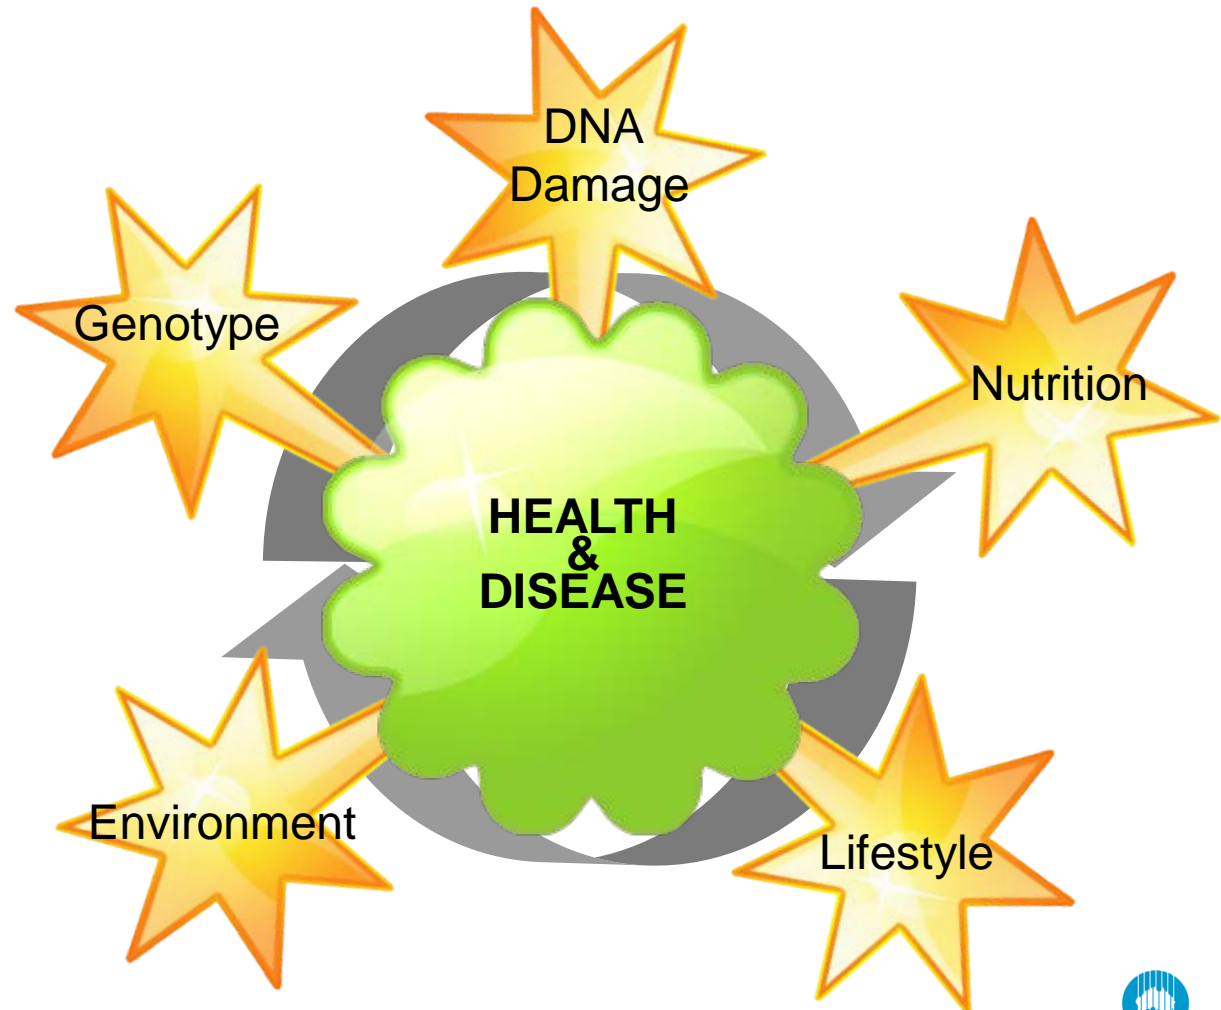 DNA
Damage
Genotype
Nutrition
HEALTH
&
DISEASE
Environment
Lifestyle